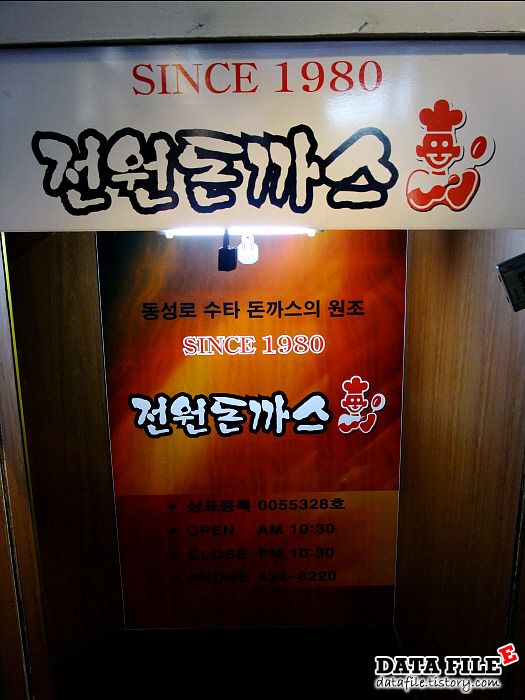 SINCE 1980
전원돈까스
동성로 수타 돈까스의 원조
SINCE 1980
전원돈까스
• 상표등록 0055328호
• OPEN AM 10:30
• CLOSE PM 10:30
• PHONE 424-8220
DATA FILE E
datafile.tistory.com